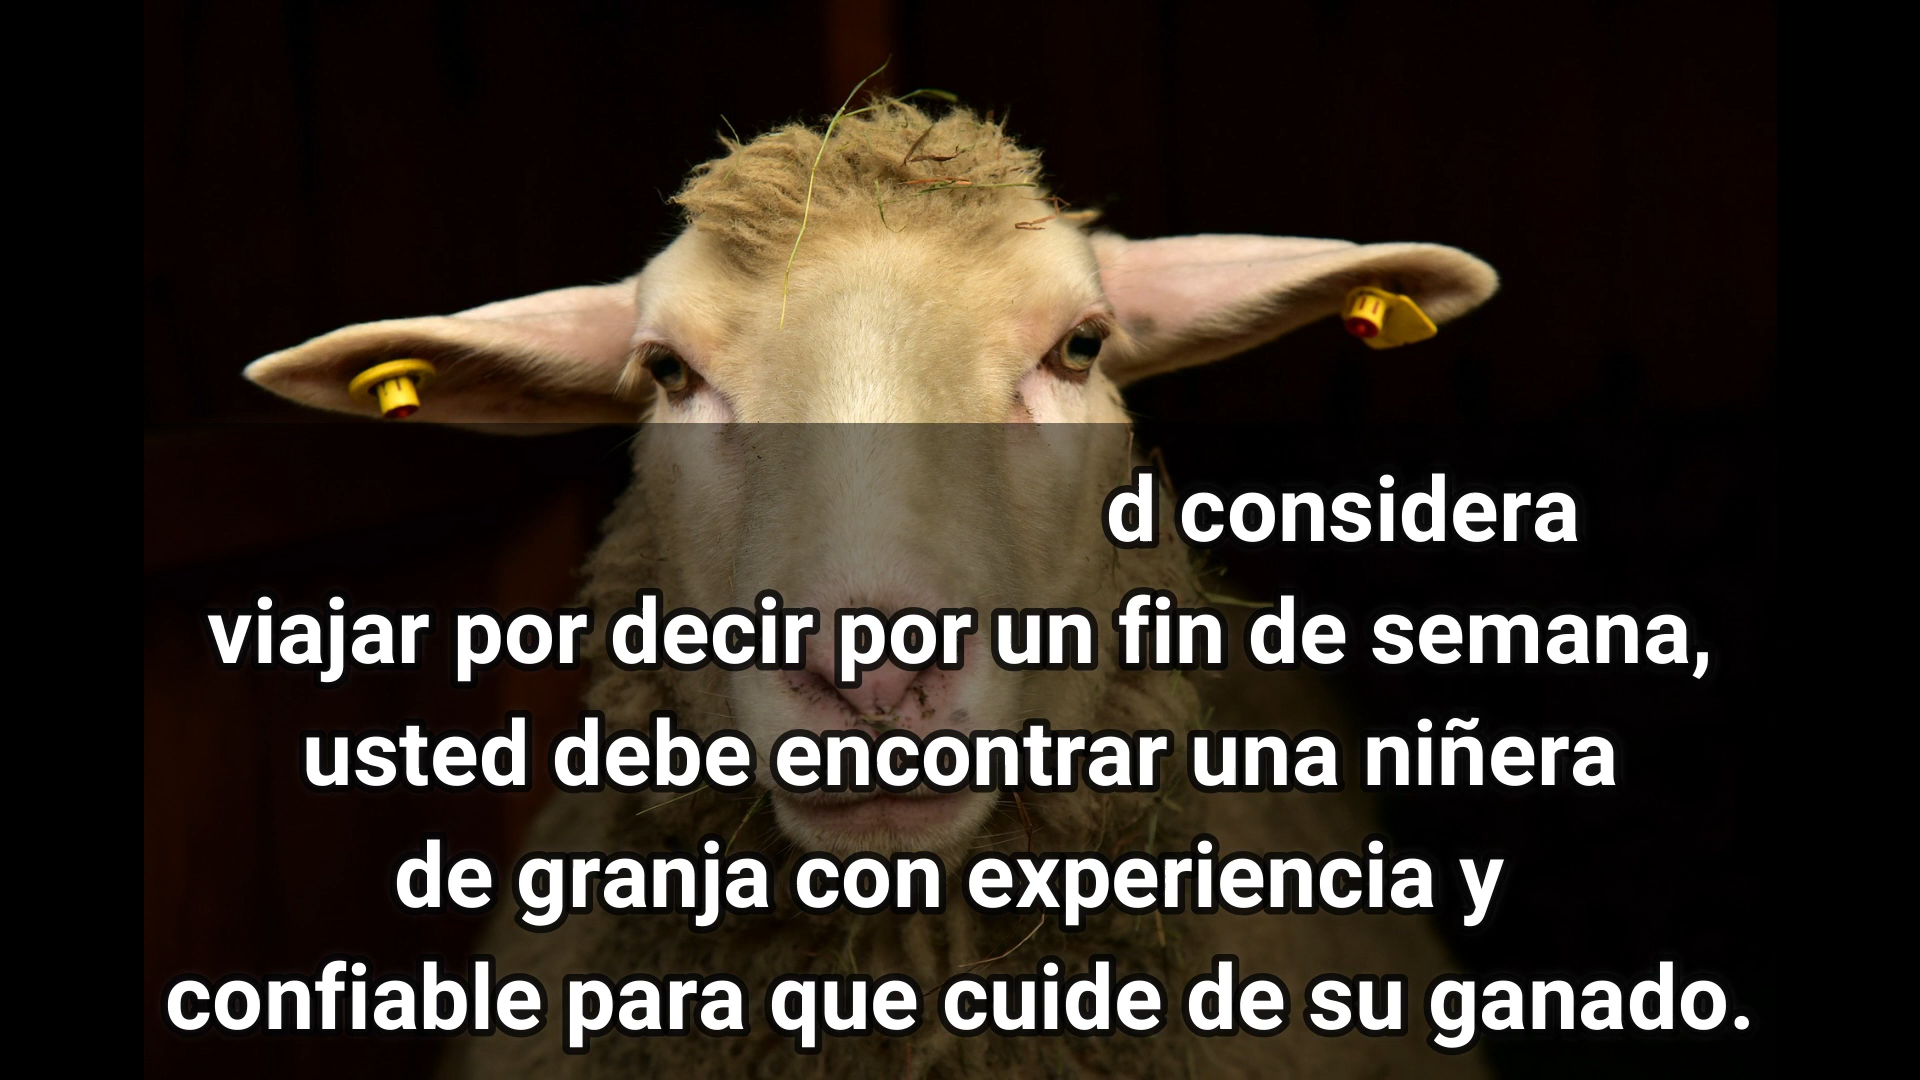 d considera
viajar por decir por un fin de semana,
usted debe encontrar una niñera
de granja con experiencia y
confiable para que cuide de su ganado.